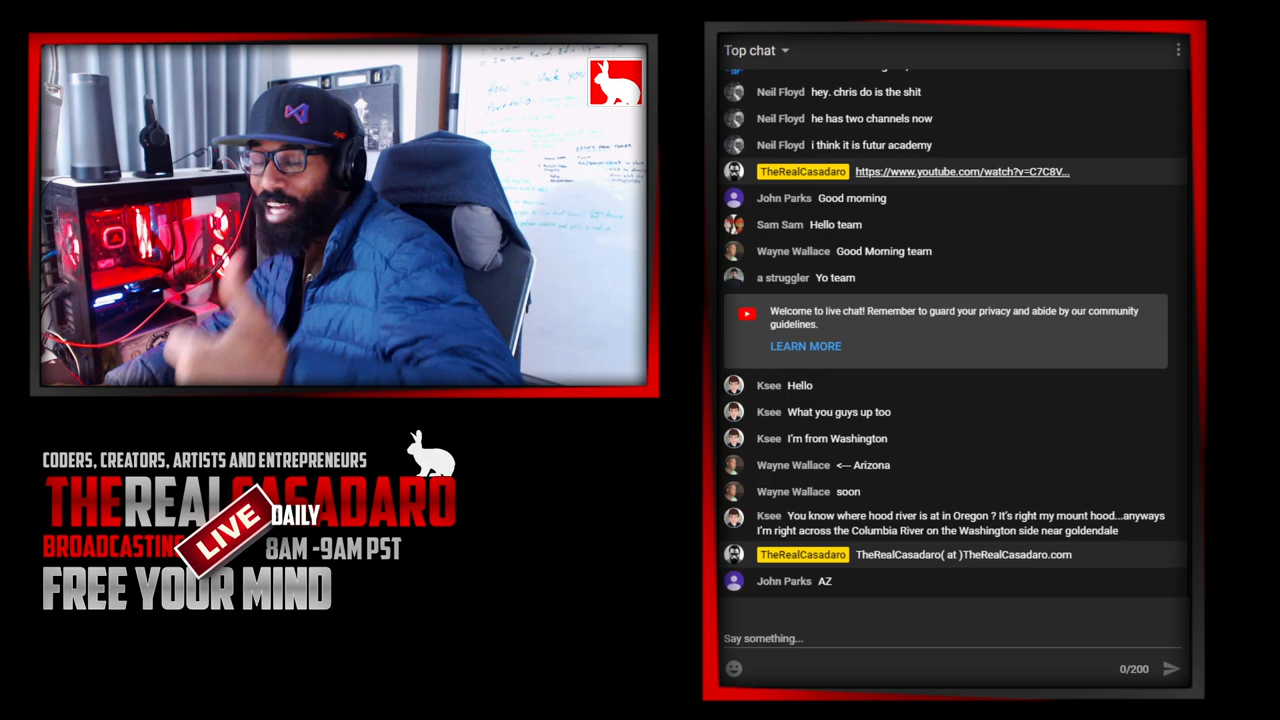 Top chat
Neil Floyd hey. chris do is the shit
Neil Floyd he has two channels now
Neil Floyd i think it is futur academy
TheRealCasadaro https://www.youtube.com/watch?v=C7C8V...
John Parks Good morning
Sam Sam Hello team
Wayne Wallace Good Morning team
a struggler Yo team
Welcome to live chat! Remember to guard your privacy and abide by our community
guidelines.
LEARN MORE
Ksee Hello
Ksee What you guys up too
Ksee I'm from Washington
Wayne Wallace <--- Arizona
Wayne Wallace soon
Ksee You know where hood river is at in Oregon ? It's right my mount hood...anyways
I'm right across the Columbia River on the Washington side near goldendale
TheRealCasadaro TheRealCasadaro( at )TheRealCasadaro.com
John Parks AZ
Say something...
0/200
CODERS, CREATORS, ARTISTS AND ENTREPRENEURS
THEREALCASADARO
LIVE DAILY
BROADCASTING 8AM -9AM PST
FREE YOUR MIND